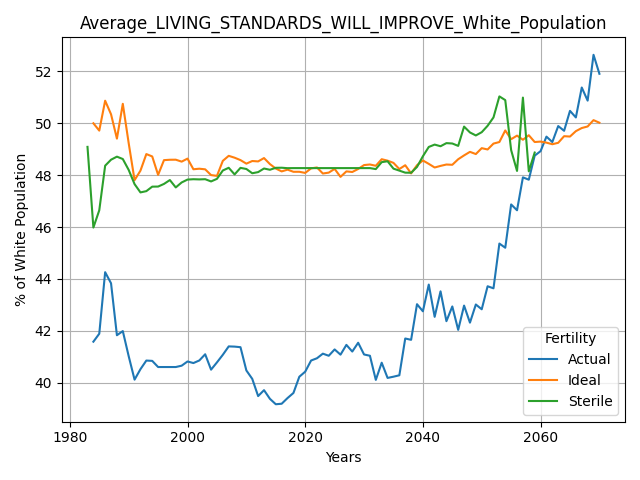 Average_LIVING_STANDARDS_WILL_IMPROVE_White_Population
% of White Population
52
50
48
46
44
42
40
1980
2000
2020
2040
2060
Years
Fertility
Actual
Ideal
Sterile